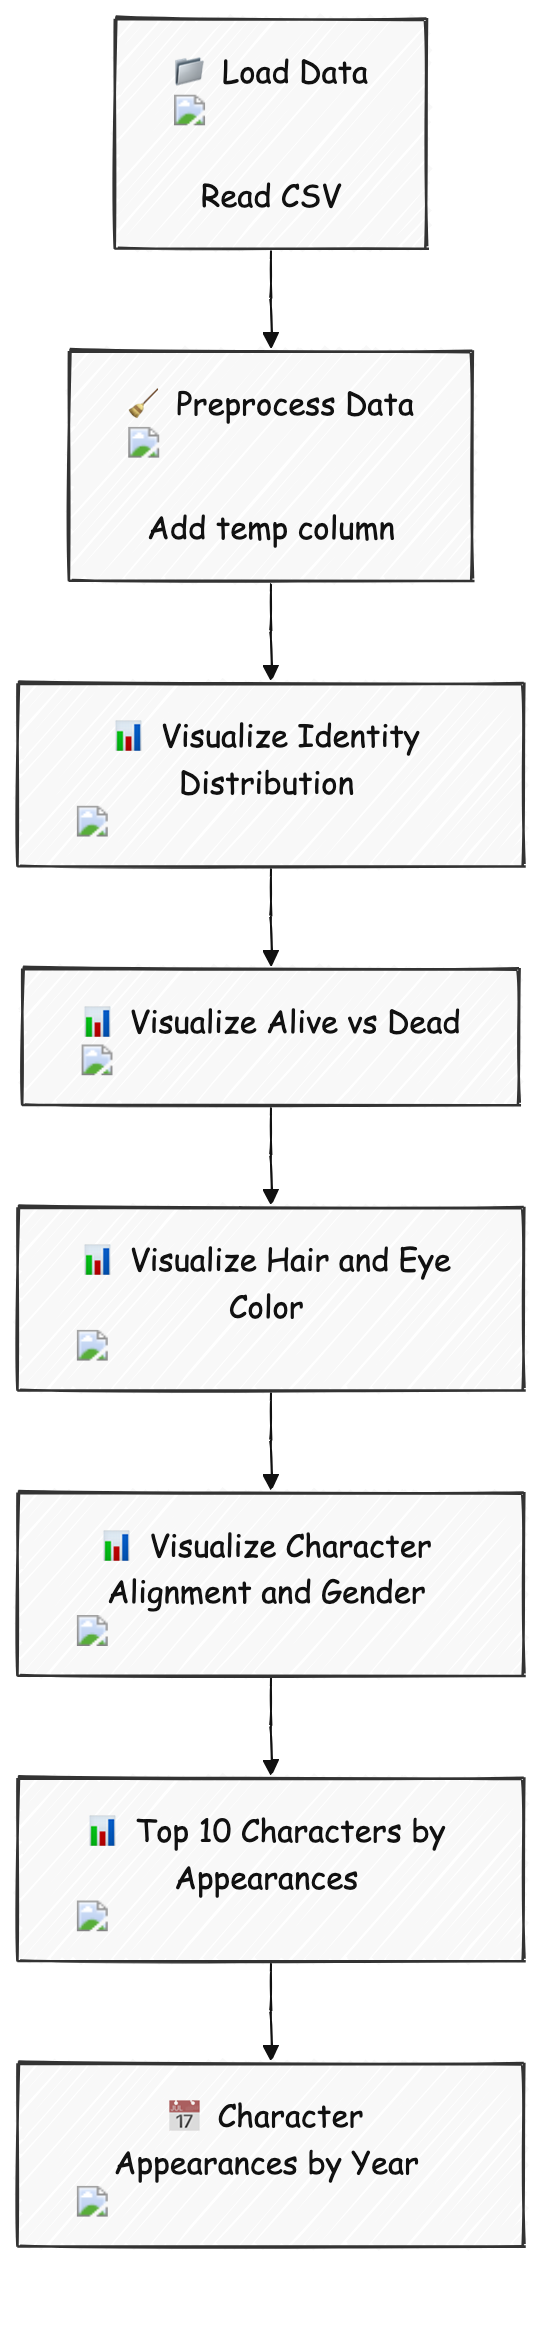 Load Data
Read CSV
Preprocess Data
Add temp column
Visualize Identity
Distribution
Visualize Alive vs Dead
Visualize Hair and Eye
Color
Visualize Character
Alignment and Gender
Top 10 Characters by
Appearances
Character
Appearances by Year